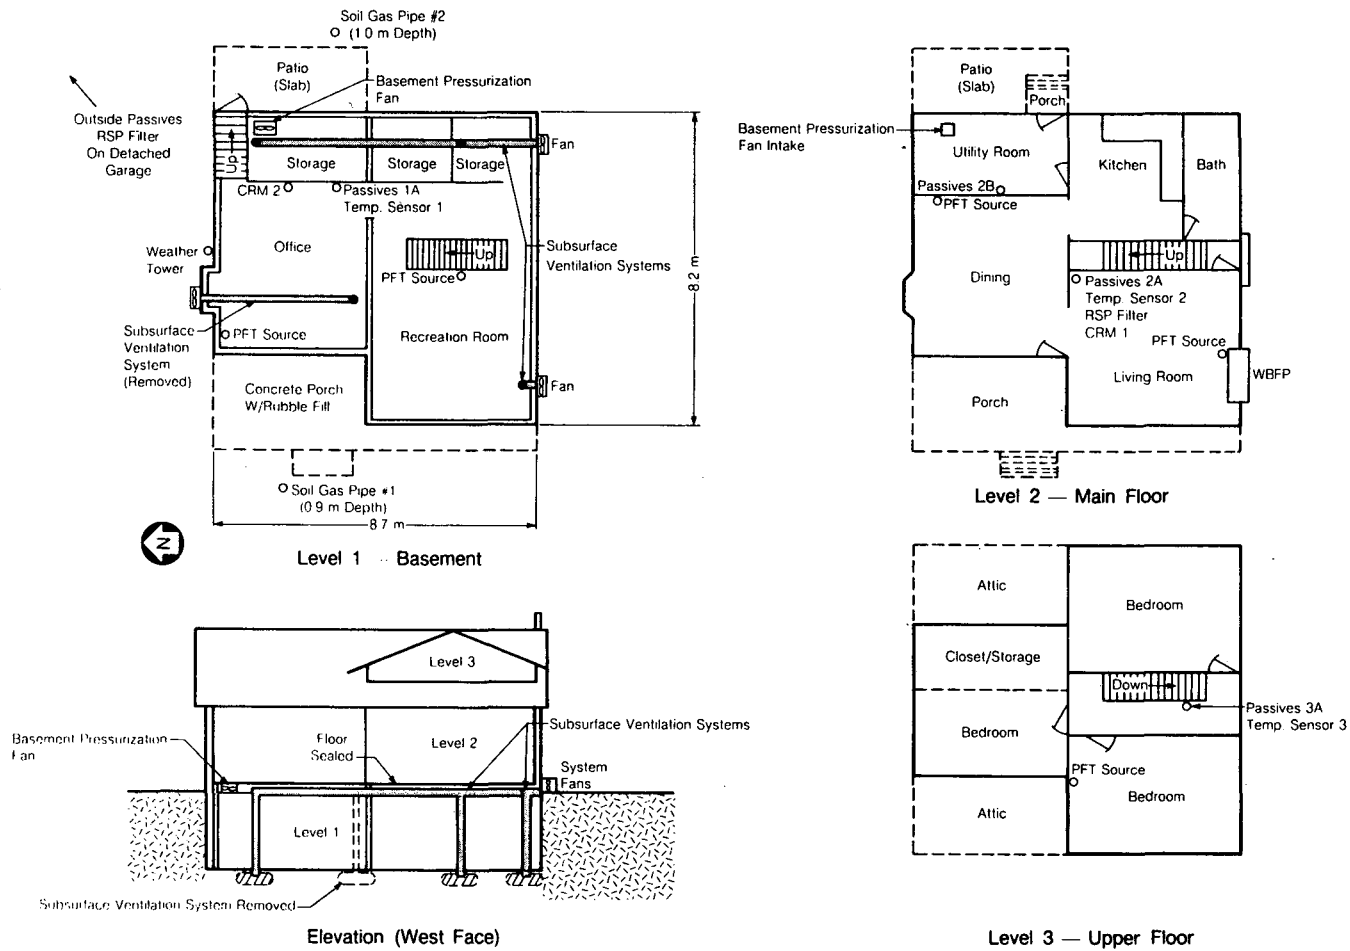 Soil Gas Pipe #2
(1.0 m Depth)
Patio
(Slab)
Basement Pressurization
Fan
Outside Passives
RSP Filter
On Detached
Garage
Up
Storage
Storage
Storage
Fan
CRM 2
Passives 1A
Temp. Sensor 1
Office
Weather
Tower
Up
PFT Source
Subsurface
Ventilation Systems
8.2 m
Subsurface
Ventilation
System
(Removed)
PFT Source
Recreation Room
Concrete Porch
W/Rubble Fill
Fan
Soil Gas Pipe #1
(0.9 m Depth)
8.7 m
N
Level 1 - Basement
Patio
(Slab)
Porch
Basement Pressurization
Fan Intake
Utility Room
Kitchen
Bath
Passives 2B
PFT Source
Up
Dining
Passives 2A
Temp. Sensor 2
RSP Filter
CRM 1
PFT Source
Living Room
WBFP
Porch
Level 2 — Main Floor
Level 3
Basement Pressurization
Fan
Floor
Sealed
Level 2
Subsurface Ventilation Systems
System
Fans
Level 1
Subsurface Ventilation System Removed
Elevation (West Face)
Attic
Bedroom
Closet/Storage
Down
Passives 3A
Temp. Sensor 3
Bedroom
PFT Source
Bedroom
Attic
Level 3 — Upper Floor